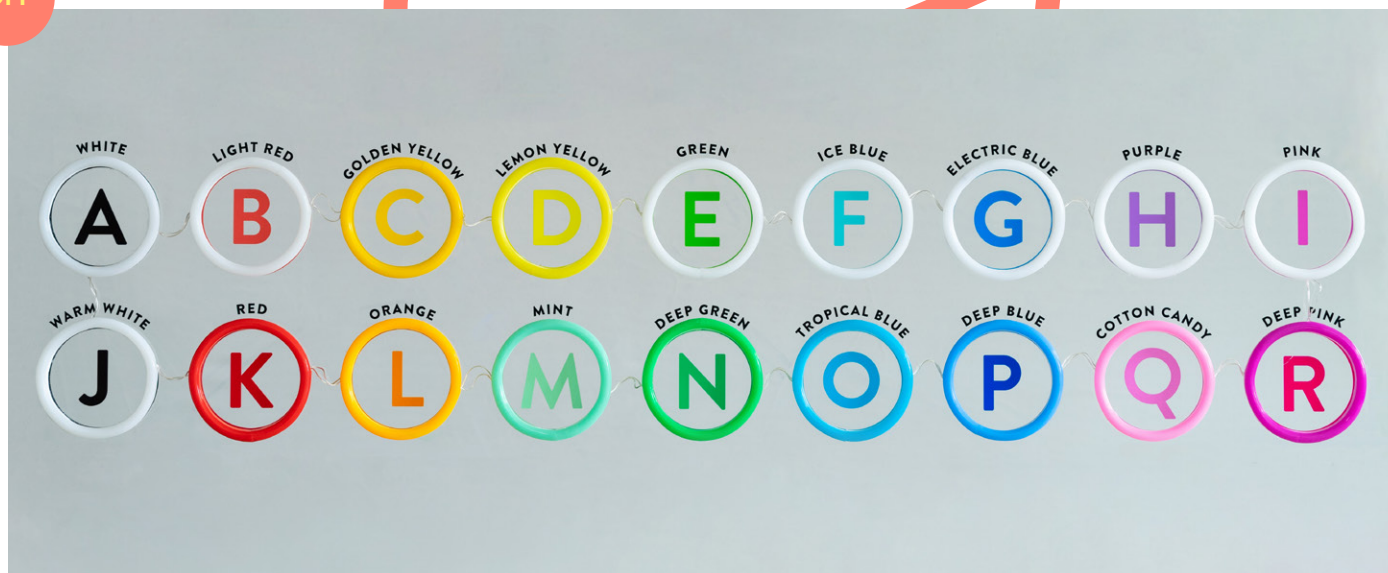 WHITE LIGHT RED GOLDEN YELLOW LEMON YELLOW GREEN ICE BLUE ELECTRIC BLUE PURPLE PINK
A B C D E F G H I
WARM WHITE RED ORANGE MINT DEEP GREEN TROPICAL BLUE DEEP BLUE COTTON CANDY DEEP PINK
J K L M N O P Q R